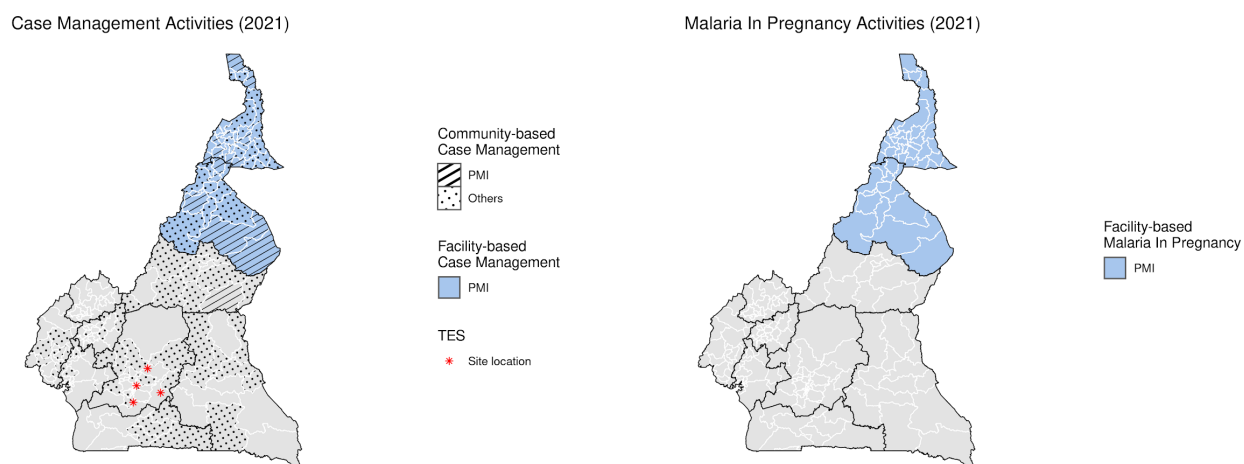 Case Management Activities (2021)
Community-based
Case Management
PMI
Others
Facility-based
Case Management
PMI
TES
Site location
Malaria In Pregnancy Activities (2021)
Facility-based
Malaria In Pregnancy
PMI